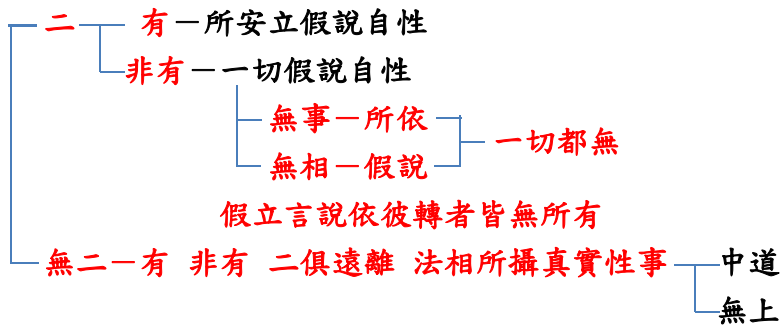 二 有－所安立假說自性
非有－一切假說自性
無事－所依
一切都無
無相－假說
假立言說依彼轉者皆無所有
無二－有 非有 二俱遠離 法相所攝真實性事
中道
無上